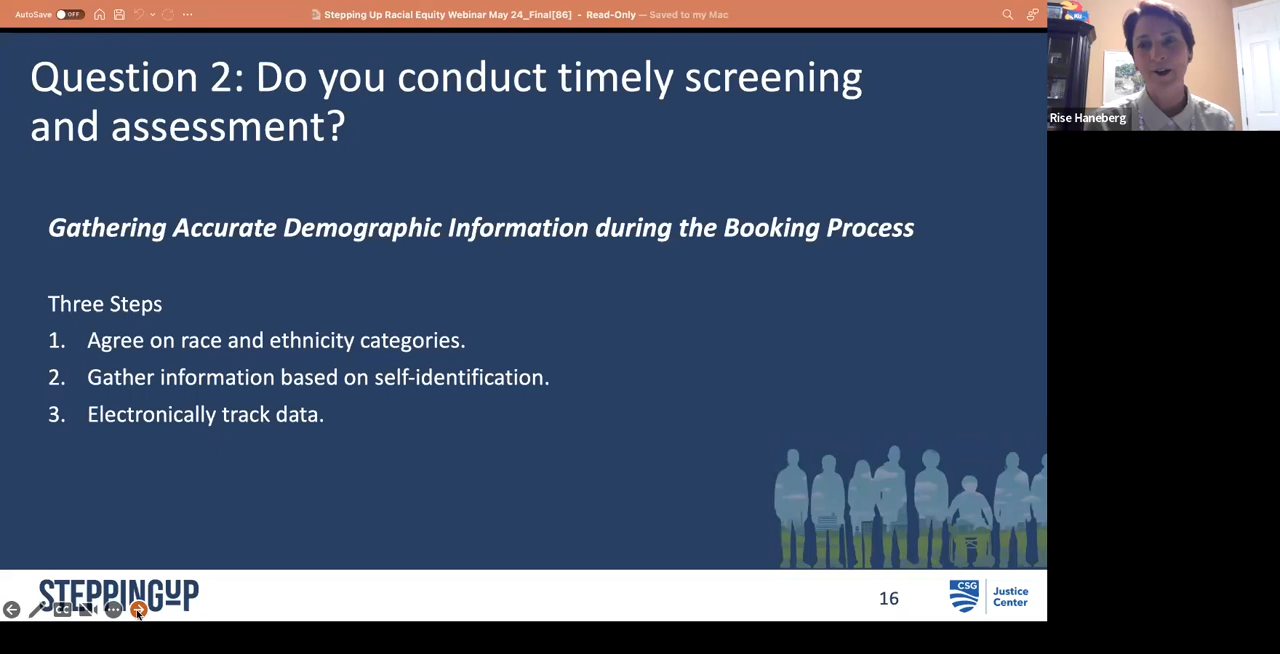 AutoSave OFF
Stepping Up Racial Equity Webinar May 24_Final[86] - Read-Only — Saved to my Mac
Question 2: Do you conduct timely screening
and assessment?
Rise Haneberg
Gathering Accurate Demographic Information during the Booking Process
Three Steps
1. Agree on race and ethnicity categories.
2. Gather information based on self-identification.
3. Electronically track data.
STEPPINGUP
CC
16
CSG
Justice
Center